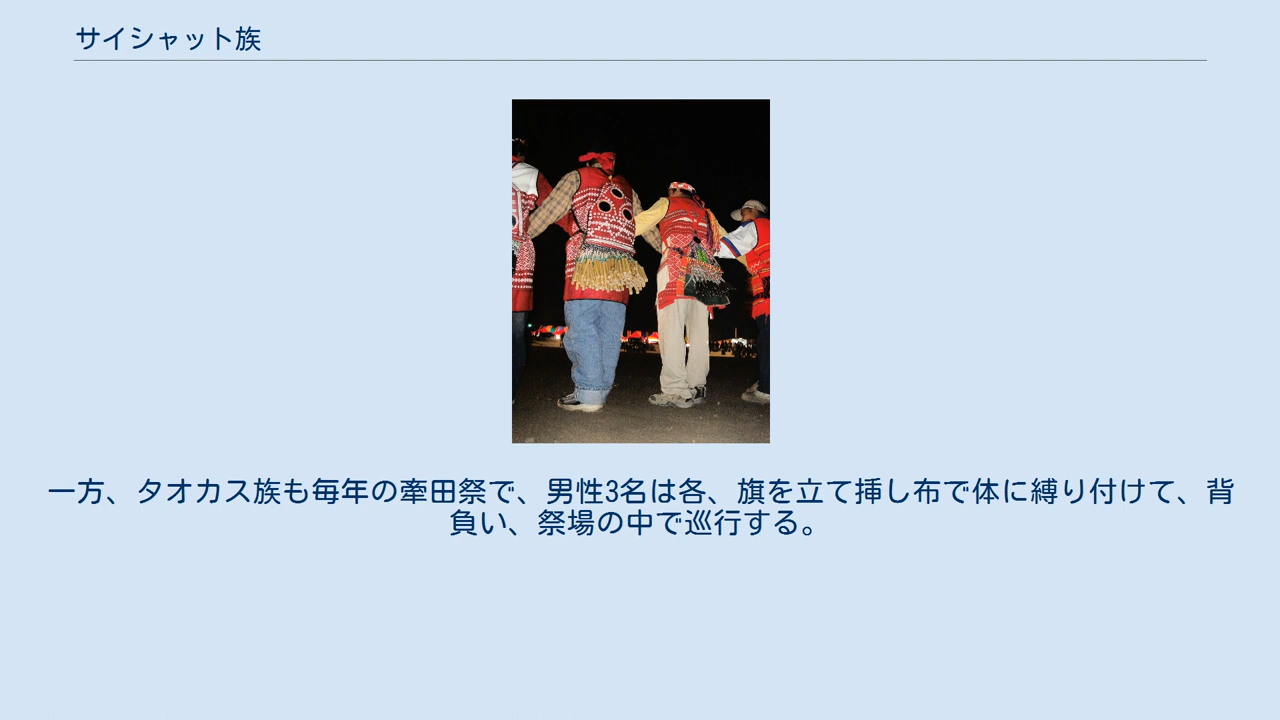 サイシャット族
一方、タオカス族も毎年の牽田祭で、男性3名は各、旗を立て挿し布で体に縛り付けて、背
負い、祭場の中で巡行する。